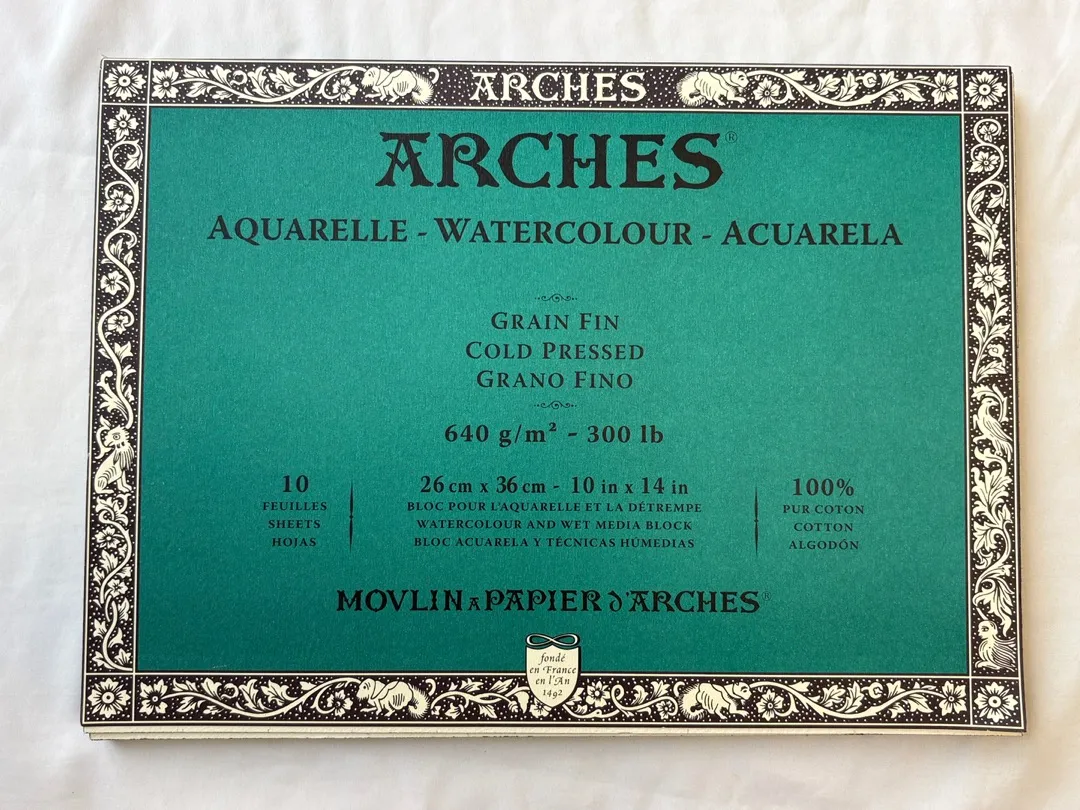 ARCHES
ARCHES®
AQUARELLE - WATERCOLOUR - ACUARELA
GRAIN FIN
COLD PRESSED
GRANO FINO
640 g/m² - 300 lb
10
FEUILLES
SHEETS
HOJAS
26 cm x 36 cm - 10 in x 14 in
BLOC POUR L'AQUARELLE ET LA DÉTREMPE
WATERCOLOUR AND WET MEDIA BLOCK
BLOC ACUARELA Y TÉCNICAS HÚMEDIAS
100%
PUR COTON
COTTON
ALGODÓN
MOVLIN A PAPIER d'ARCHES®
fondé
en France
en l'An
1492